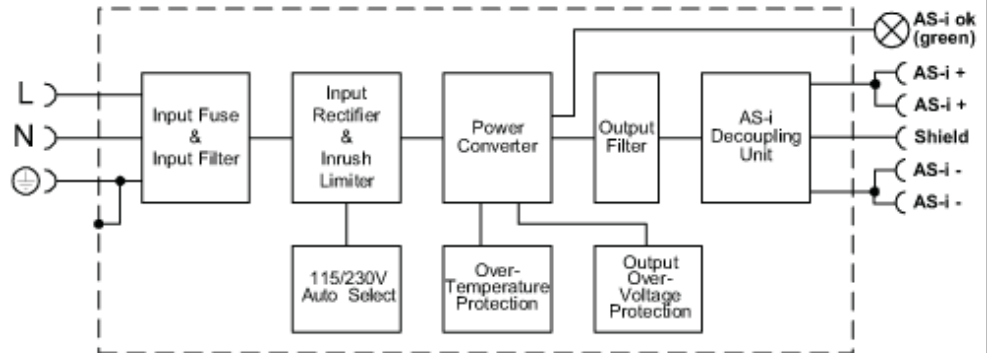 L
N
Input Fuse
&
Input Filter
Input
Rectifier
&
Inrush
Limiter
Power
Converter
Output
Filter
AS-i
Decoupling
Unit
AS-i ok
(green)
AS-i +
AS-i +
Shield
AS-i -
AS-i -
115/230V
Auto Select
Over-
Temperature
Protection
Output
Over-
Voltage
Protection